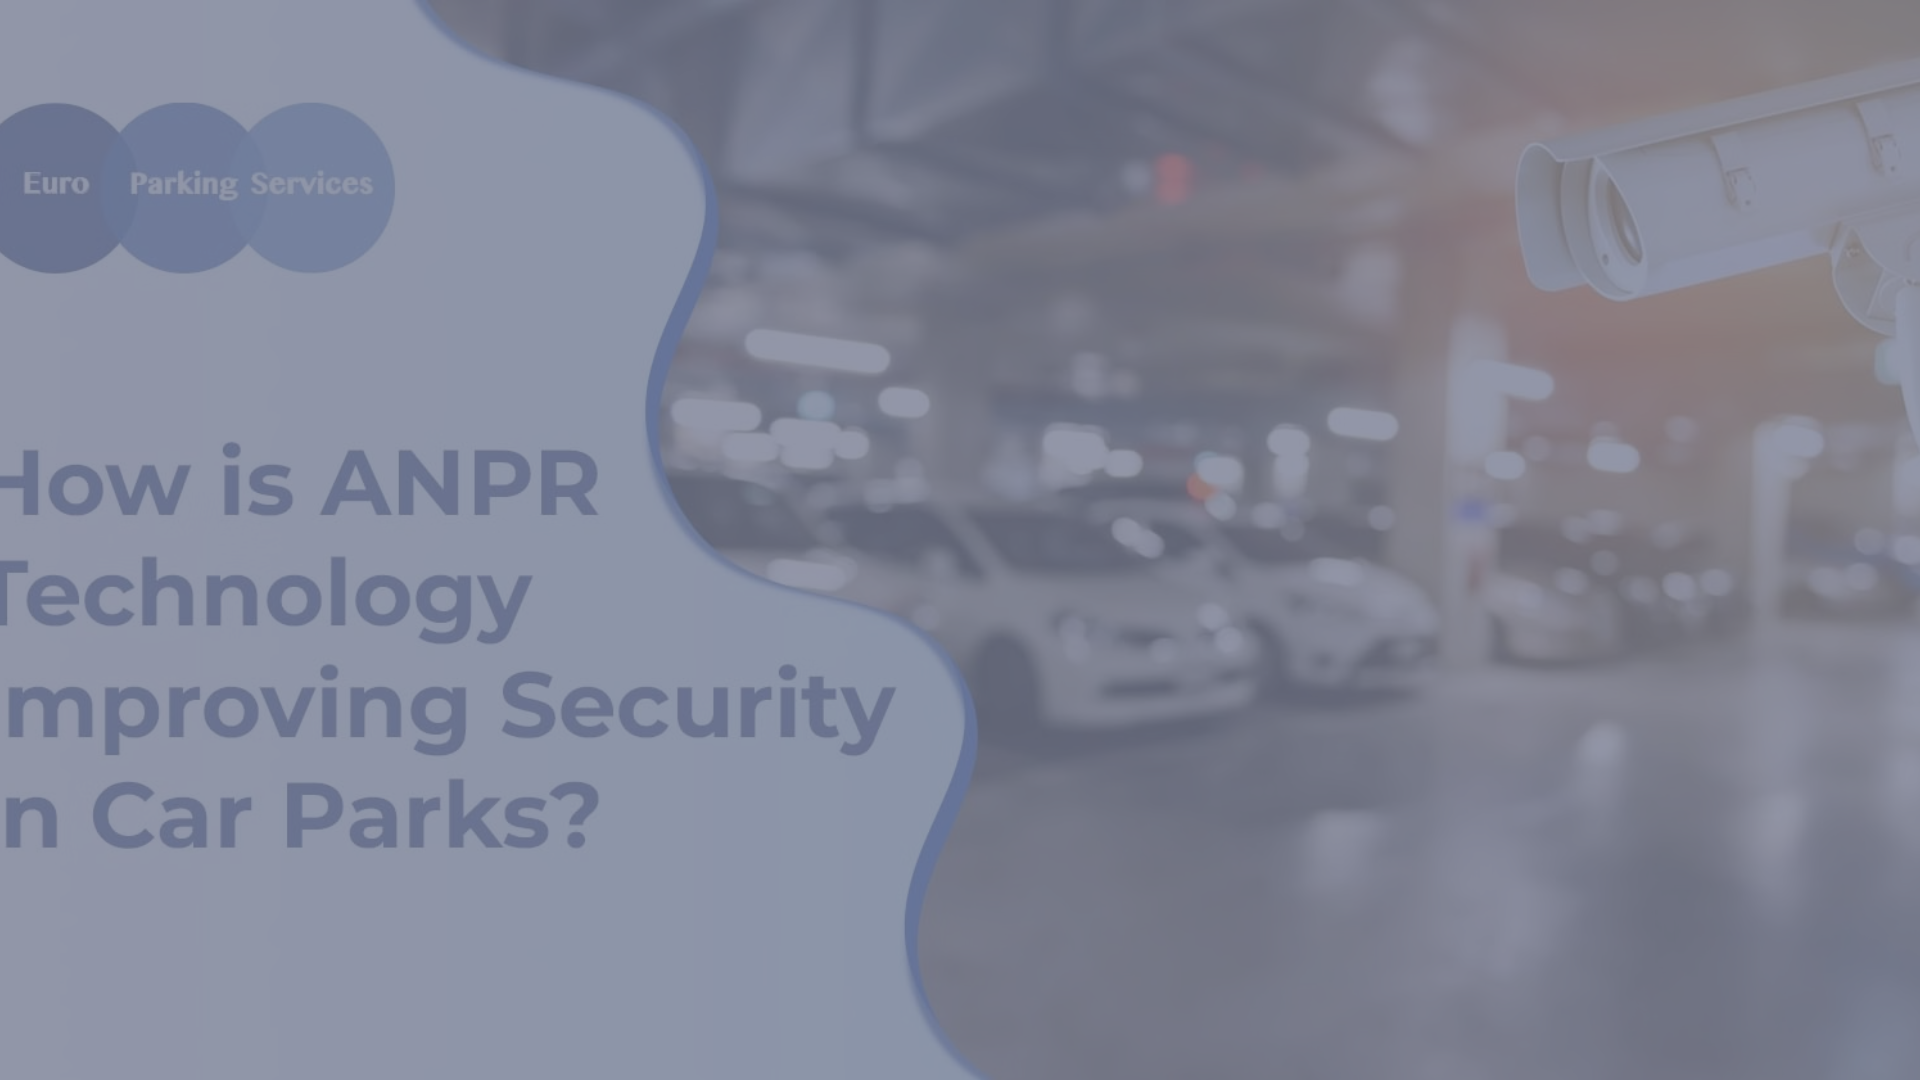 Euro Parking Services
How is ANPR
Technology
mproving Security
n Car Parks?